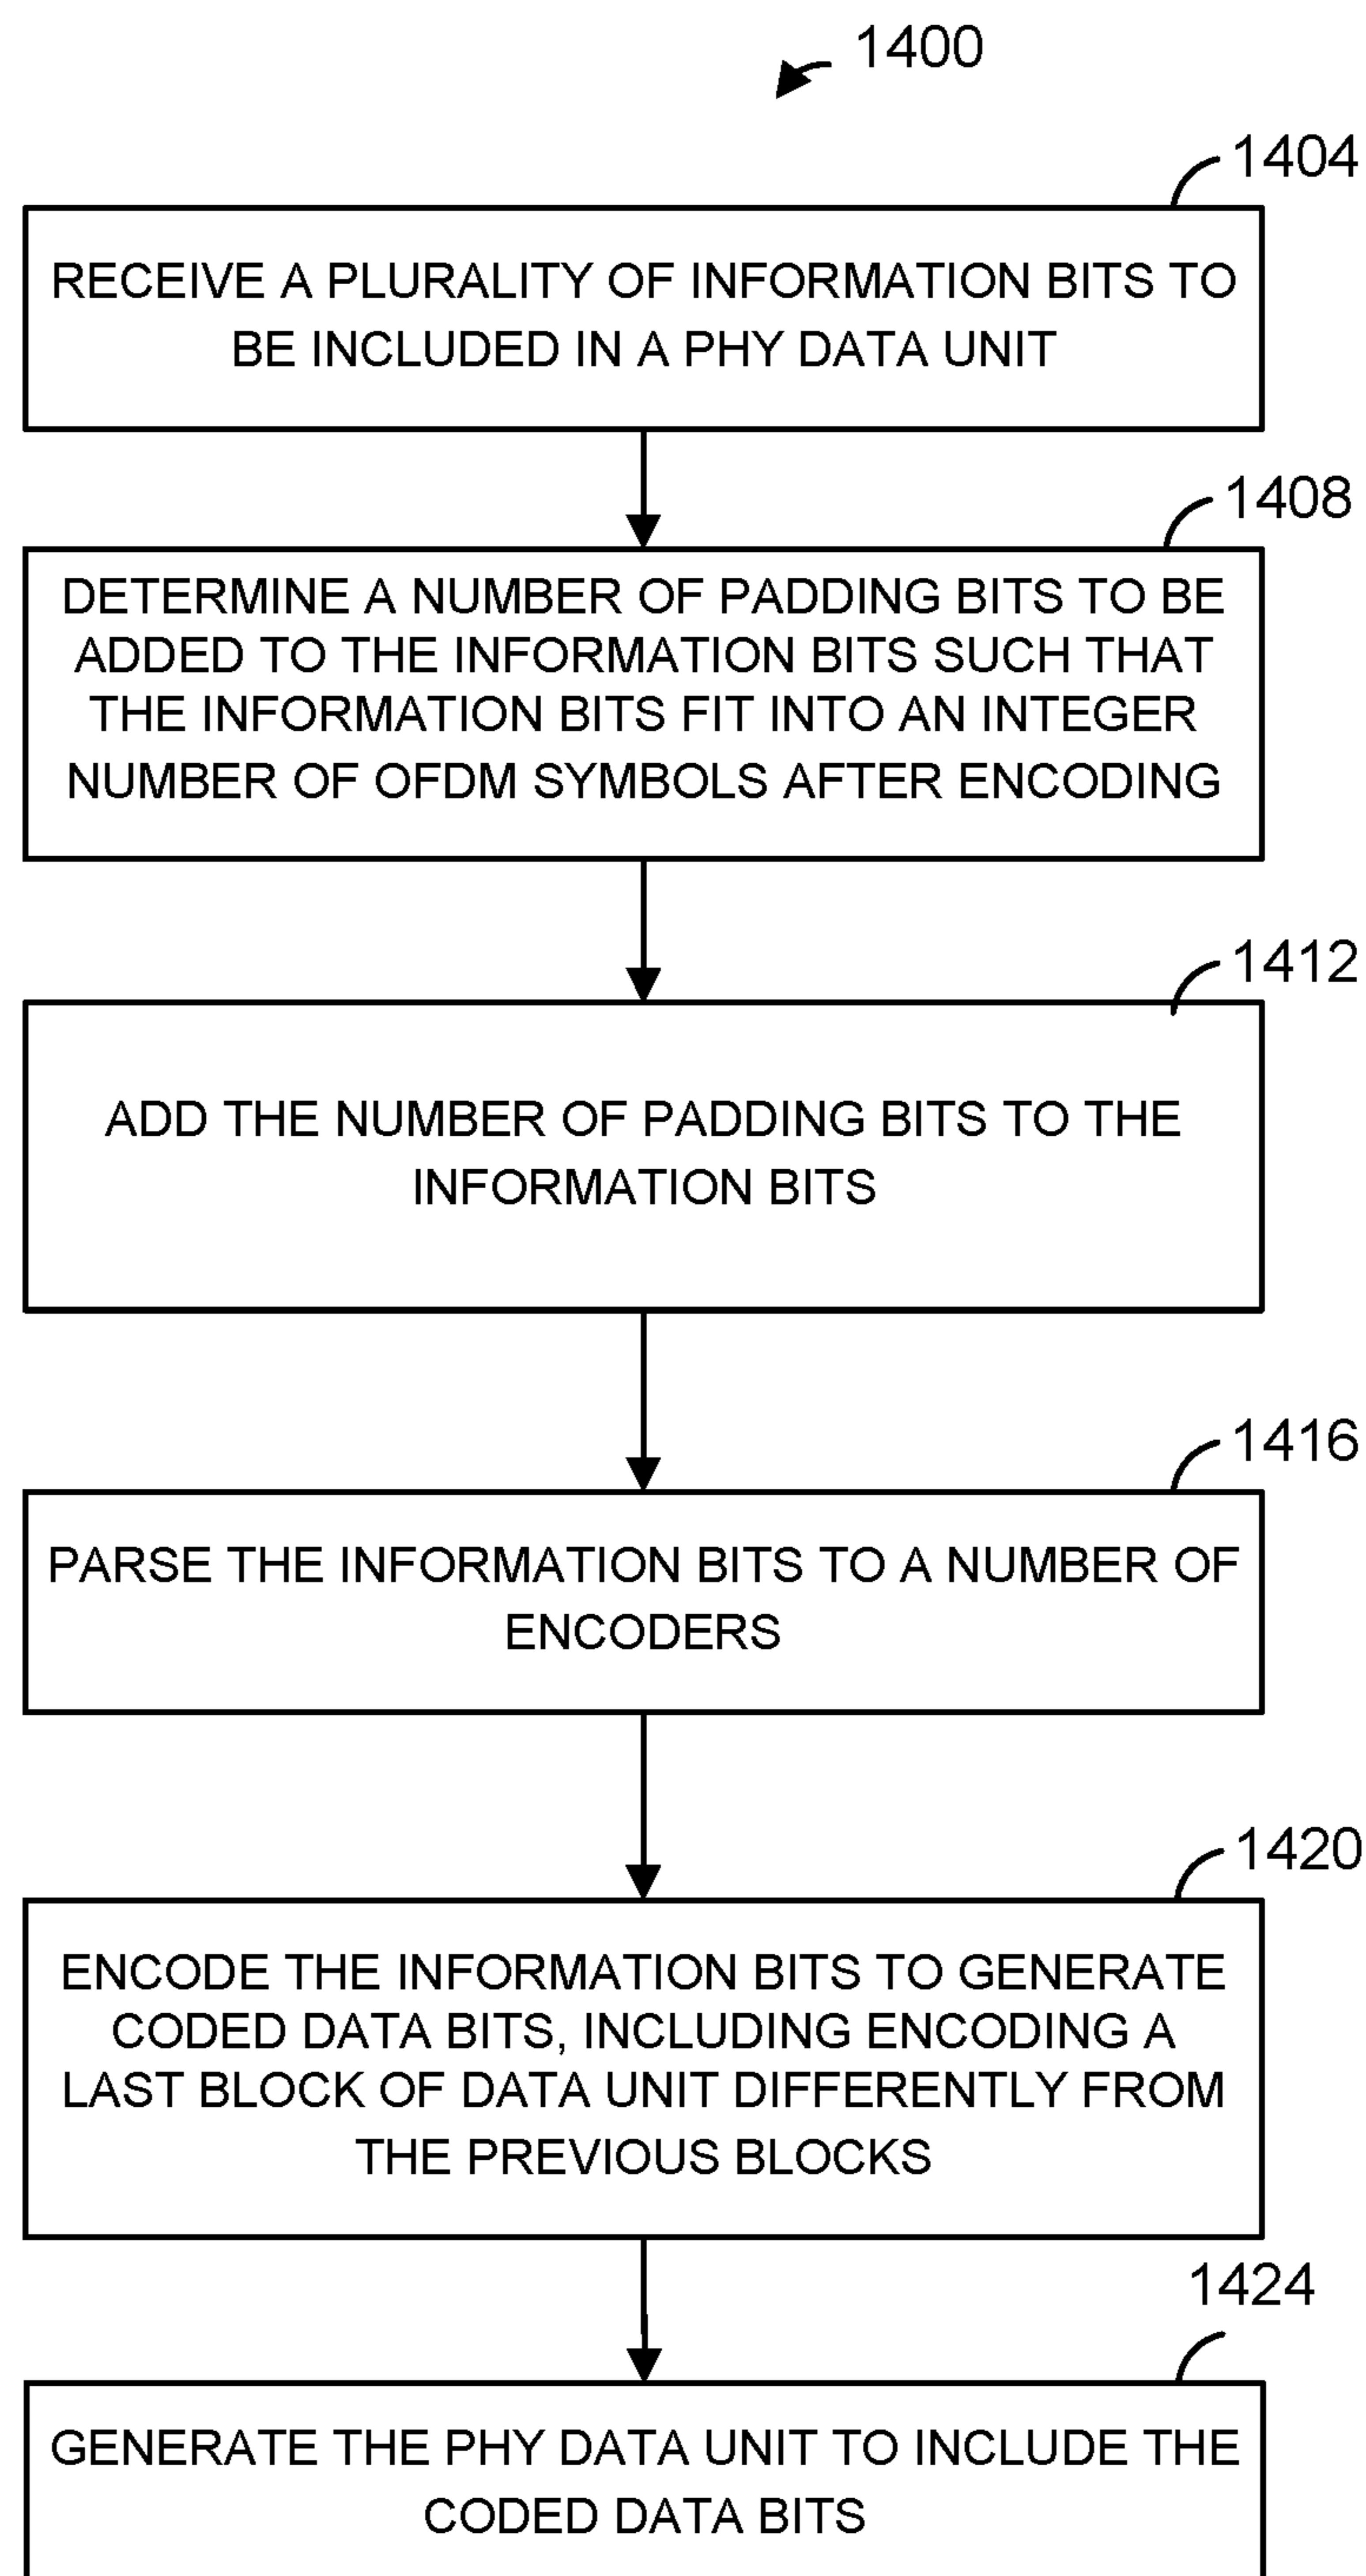 1400
1404
RECEIVE A PLURALITY OF INFORMATION BITS TO
BE INCLUDED IN A PHY DATA UNIT
1408
DETERMINE A NUMBER OF PADDING BITS TO BE
ADDED TO THE INFORMATION BITS SUCH THAT
THE INFORMATION BITS FIT INTO AN INTEGER
NUMBER OF OFDM SYMBOLS AFTER ENCODING
1412
ADD THE NUMBER OF PADDING BITS TO THE
INFORMATION BITS
1416
PARSE THE INFORMATION BITS TO A NUMBER OF
ENCODERS
1420
ENCODE THE INFORMATION BITS TO GENERATE
CODED DATA BITS, INCLUDING ENCODING A
LAST BLOCK OF DATA UNIT DIFFERENTLY FROM
THE PREVIOUS BLOCKS
1424
GENERATE THE PHY DATA UNIT TO INCLUDE THE
CODED DATA BITS